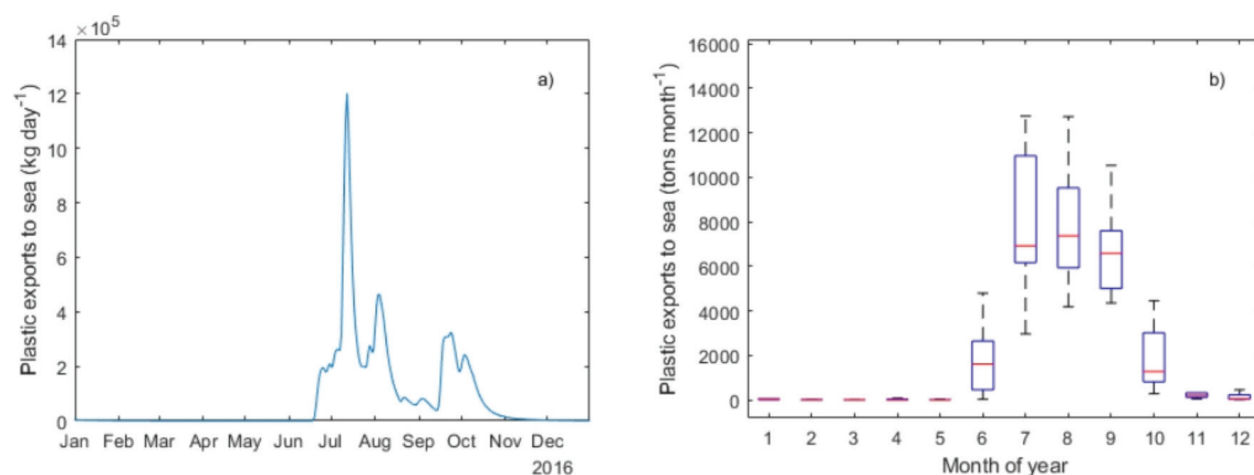 × 10⁵
14
12
10
8
6
4
2
0
Plastic exports to sea (kg day⁻¹)
a)
Jan Feb Mar Apr May Jun Jul Aug Sep Oct Nov Dec
2016
16000
14000
12000
10000
8000
6000
4000
2000
0
Plastic exports to sea (tons month⁻¹)
b)
1 2 3 4 5 6 7 8 9 10 11 12
Month of year